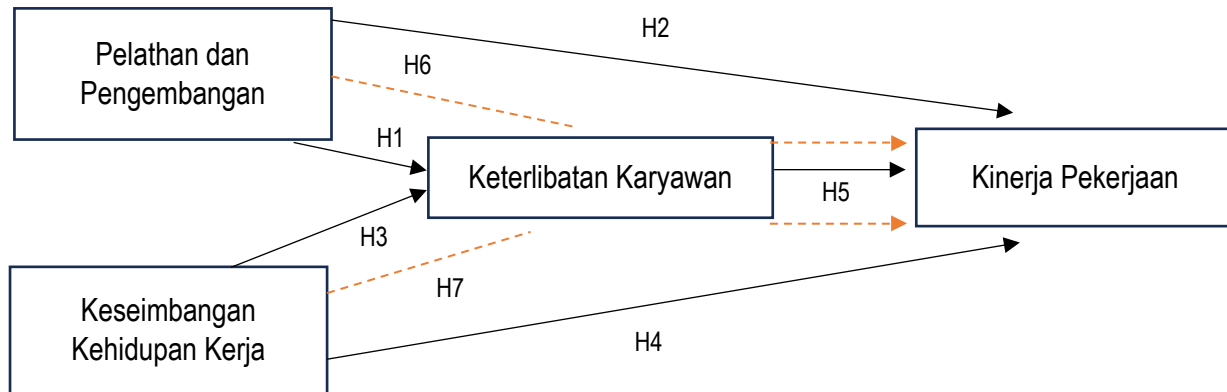 Pelathan dan
Pengembangan
H2
H6
H1
Keterlibatan Karyawan
H5
Kinerja Pekerjaan
H3
H7
Keseimbangan
Kehidupan Kerja
H4